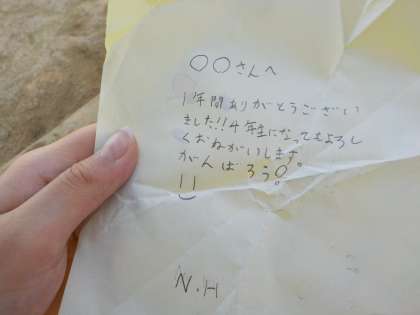 ○○さんへ
1年間ありがとうござい
ました!!4年生になってもよろし
くおねがいします。
がんばろう。
N.H